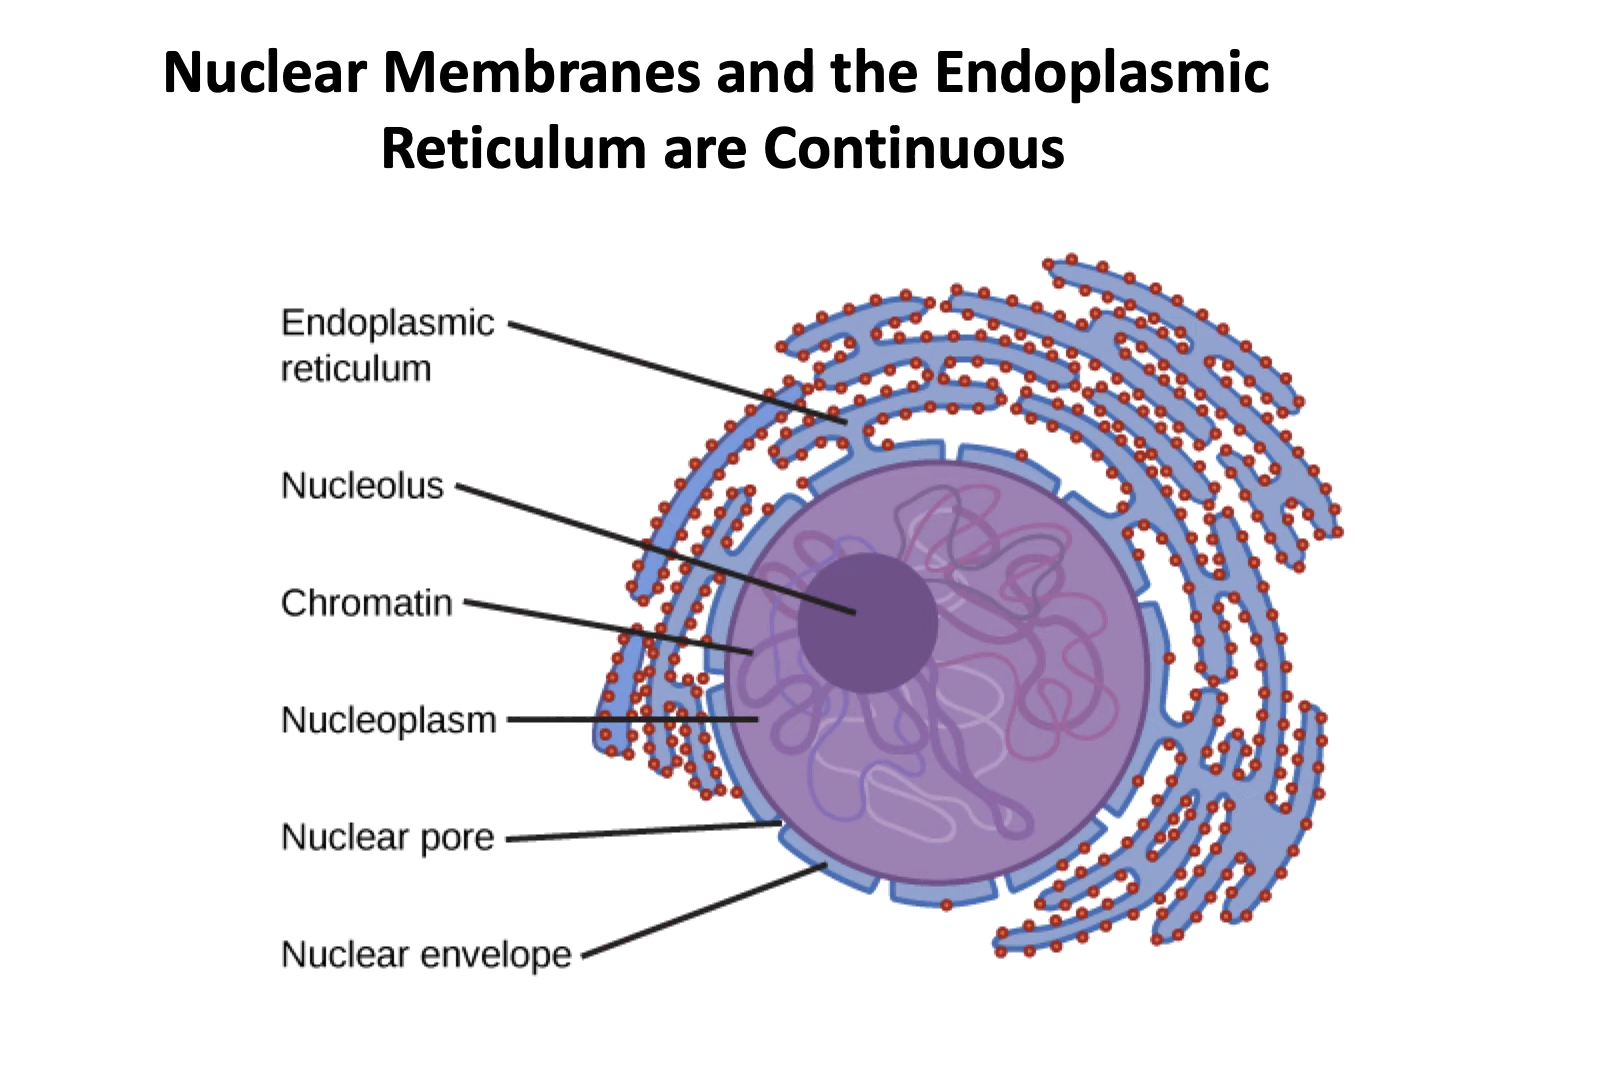 Nuclear Membranes and the Endoplasmic
Reticulum are Continuous
Endoplasmic
reticulum
Nucleolus
Chromatin
Nucleoplasm
Nuclear pore
Nuclear envelope